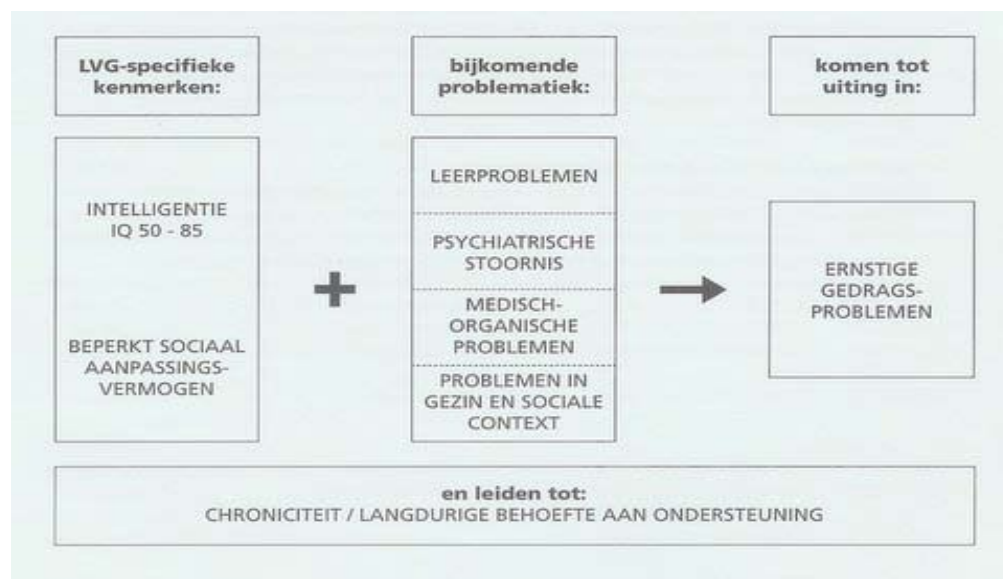 LVG-specifieke
kenmerken:
bijkomende
problematiek:
komen tot
uiting in:
INTELLIGENTIE
IQ 50 - 85
BEPERKT SOCIAAL
AANPASSINGS-
VERMOGEN
LEERPROBLEMEN
PSYCHIATRISCHE
STOORNIS
MEDISCH-
ORGANISCHE
PROBLEMEN
PROBLEMEN IN
GEZIN EN SOCIALE
CONTEXT
ERNSTIGE
GEDRAGS-
PROBLEMEN
en leiden tot:
CHRONICITEIT / LANGDURIGE BEHOEFTE AAN ONDERSTEUNING